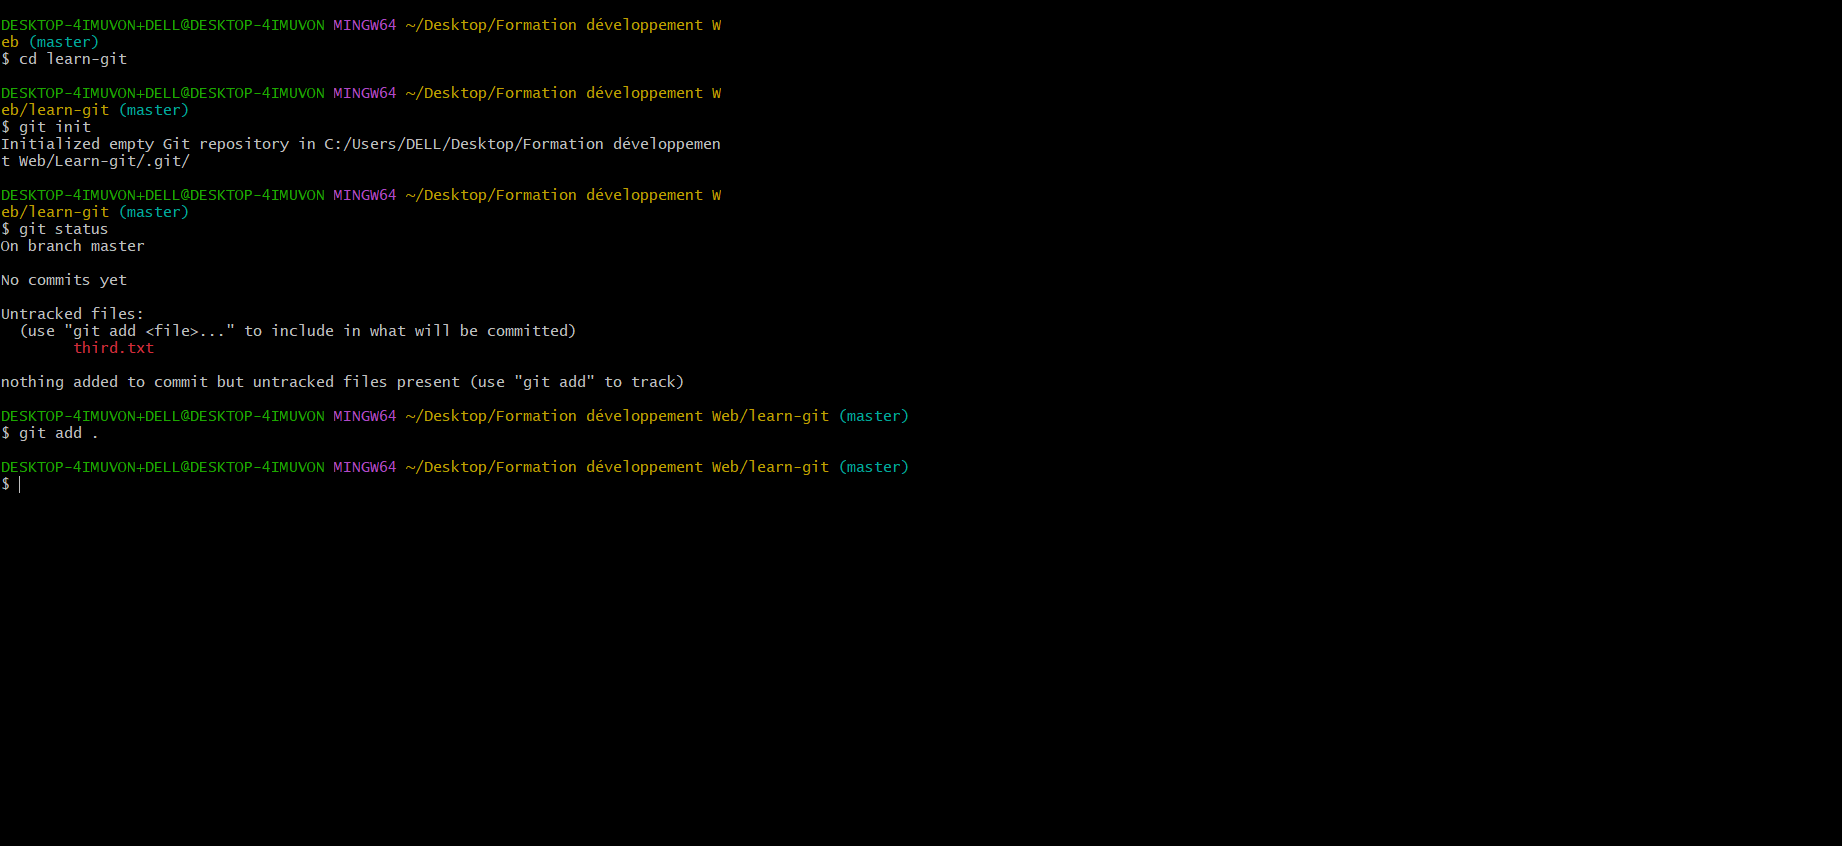 DESKTOP-4IMUVON+DELL@DESKTOP-4IMUVON MINGW64 ~/Desktop/Formation développement W
eb (master)
$ cd learn-git
DESKTOP-4IMUVON+DELL@DESKTOP-4IMUVON MINGW64 ~/Desktop/Formation développement W
eb/learn-git (master)
$ git init
Initialized empty Git repository in C:/Users/DELL/Desktop/Formation développemen
t Web/Learn-git/.git/
DESKTOP-4IMUVON+DELL@DESKTOP-4IMUVON MINGW64 ~/Desktop/Formation développement W
eb/learn-git (master)
$ git status
On branch master
No commits yet
Untracked files:
  (use "git add <file>..." to include in what will be committed)
        third.txt
nothing added to commit but untracked files present (use "git add" to track)
DESKTOP-4IMUVON+DELL@DESKTOP-4IMUVON MINGW64 ~/Desktop/Formation développement Web/learn-git (master)
$ git add .
DESKTOP-4IMUVON+DELL@DESKTOP-4IMUVON MINGW64 ~/Desktop/Formation développement Web/learn-git (master)
$